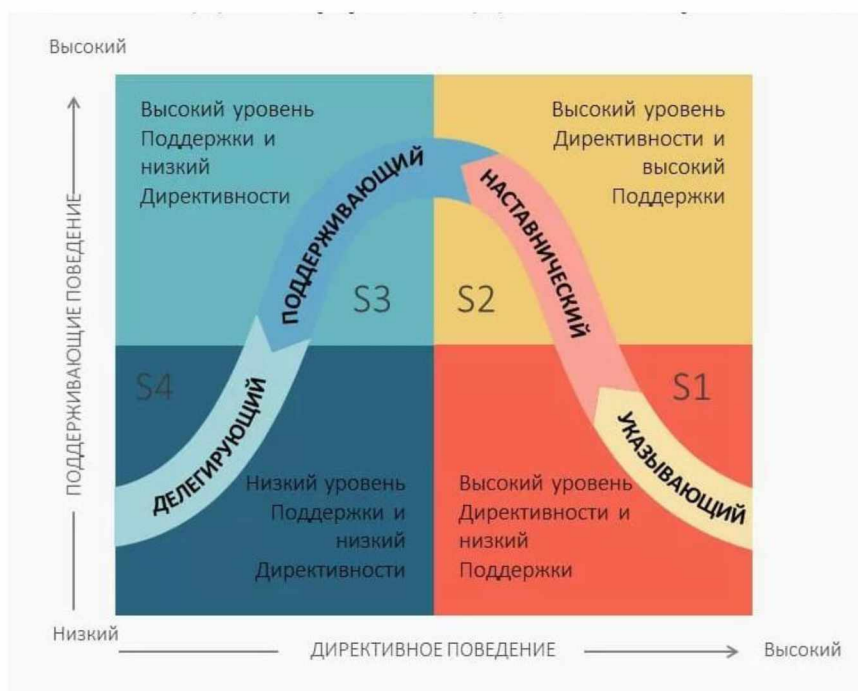 Высокий
Высокий уровень
Поддержки и
низкий
Директивности
Высокий уровень
Директивности и
высокий
Поддержки
ПОДДЕРЖИВАЮЩИЙ
НАСТАВНИЧЕСКИЙ
S3
S2
ПОДДЕРЖИВАЮЩИЕ ПОВЕДЕНИЕ
S4
S1
ДЕЛЕГИРУЮЩИЙ
УКАЗЫВАЮЩИЙ
Низкий уровень
Поддержки и
низкий
Директивности
Высокий уровень
Директивности и
низкий
Поддержки
Низкий
ДИРЕКТИВНОЕ ПОВЕДЕНИЕ
Высокий